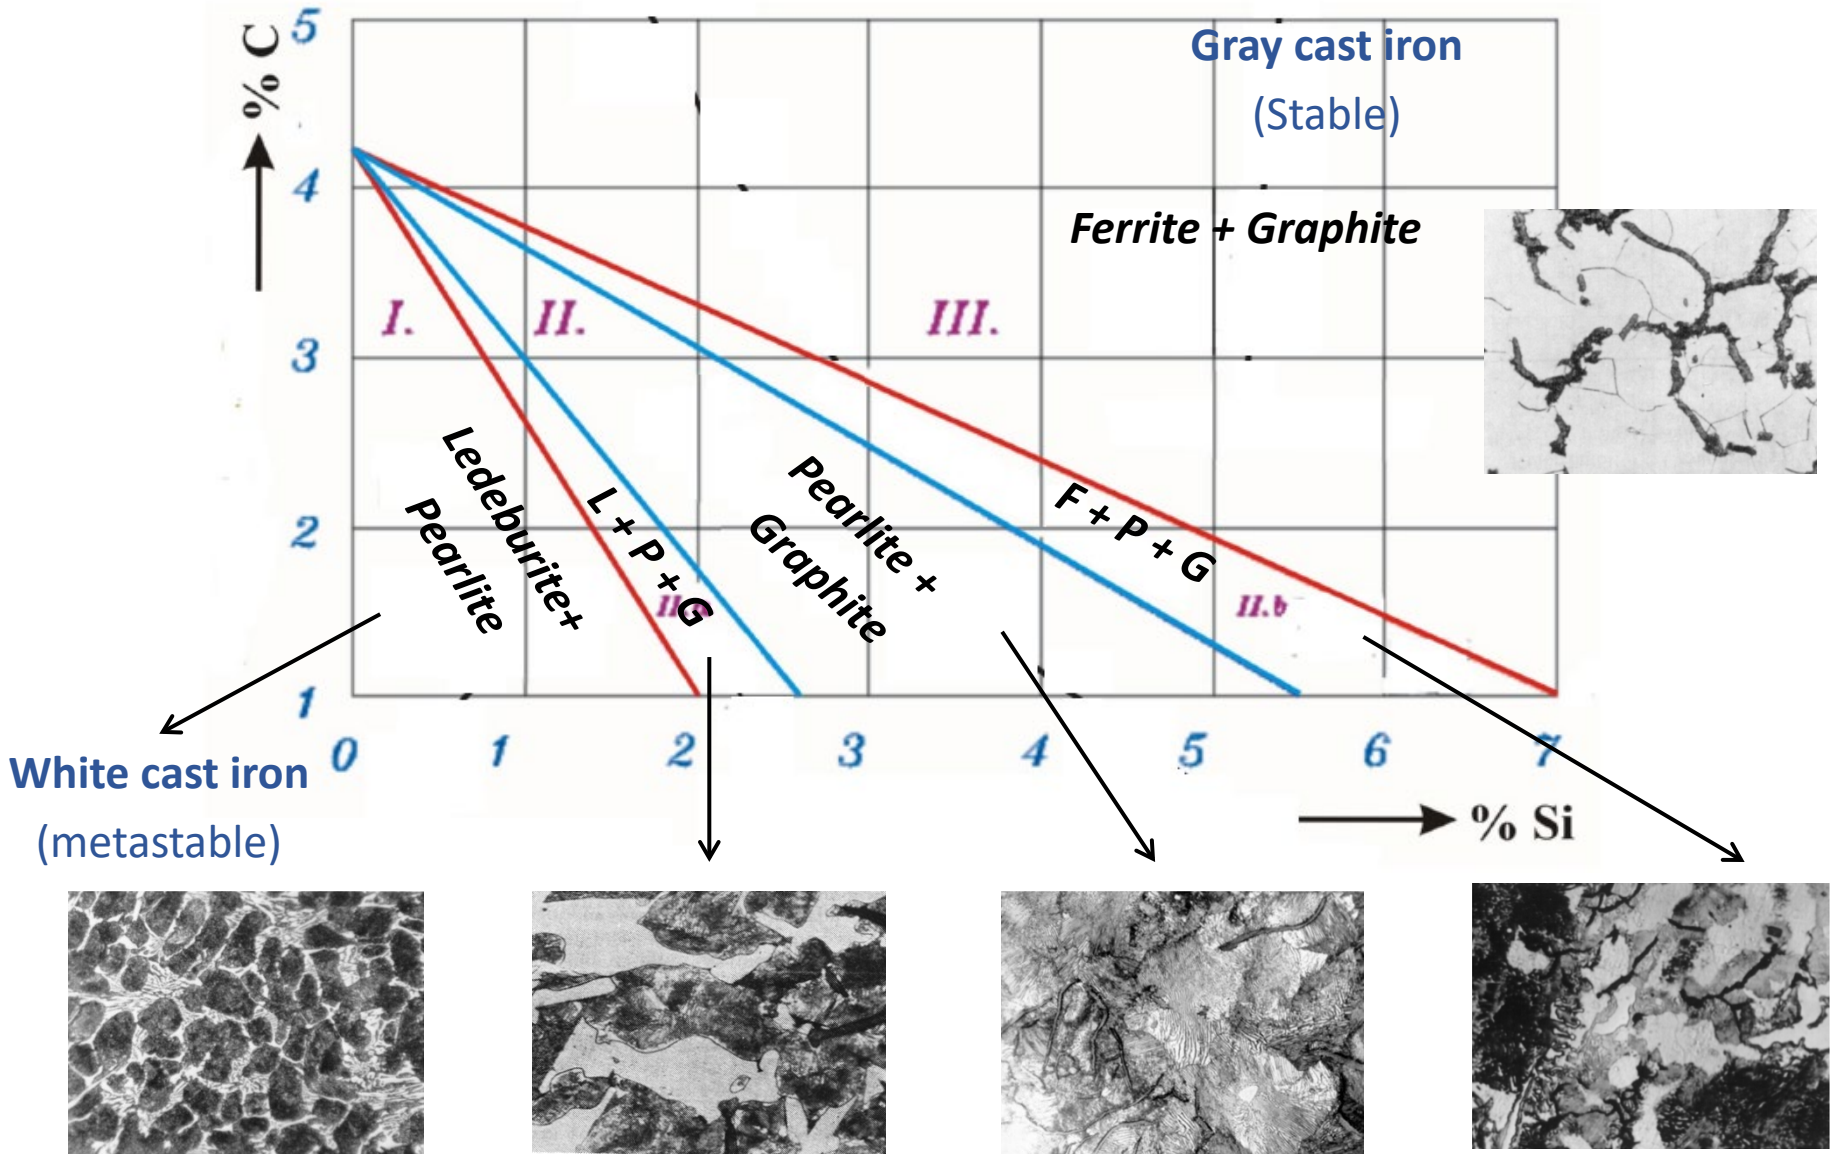 % C
5
4
3
2
1
Gray cast iron
(Stable)
Ferrite + Graphite
I.
II.
III.
Ledeburite+
Pearlite
L + P + G
Pearlite +
Graphite
F + P + G
II.b
0 1 2 3 4 5 6 7
% Si
White cast iron
(metastable)